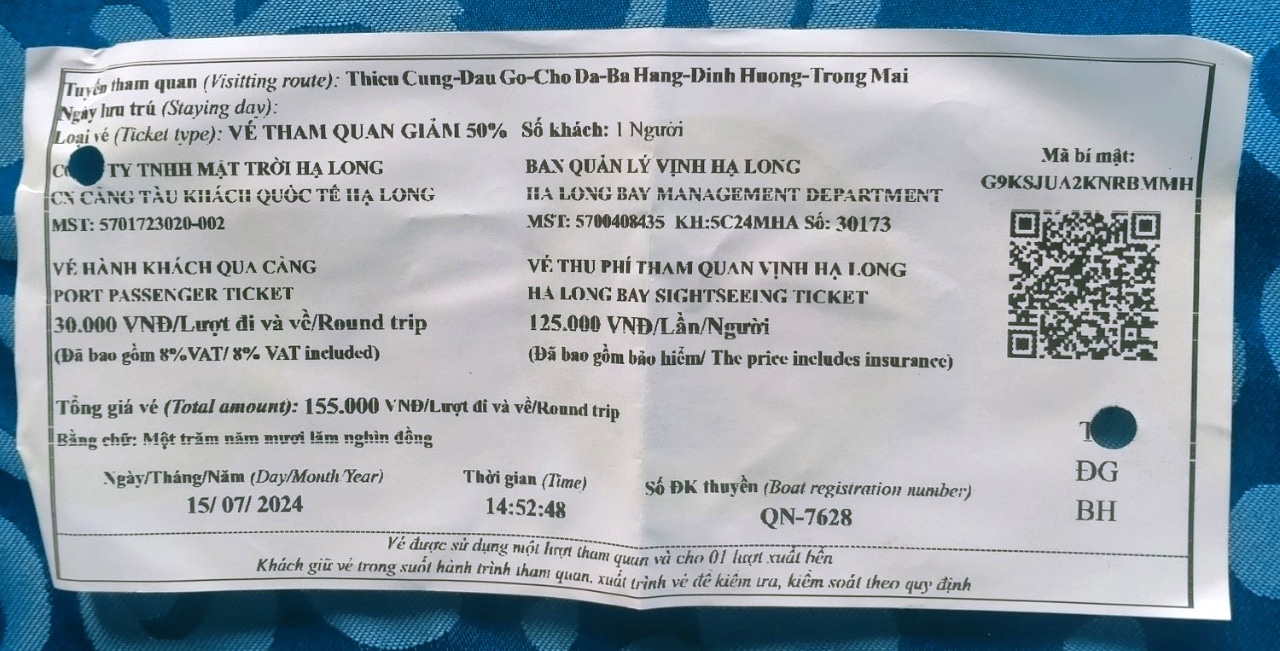 Tuyến tham quan (Visitting route): Thien Cung-Dau Go-Cho Da-Ba Hang-Dinh Huong-Trong Mai
Ngày lưu trú (Staying day):
Loại vé (Ticket type): VÉ THAM QUAN GIẢM 50% Số khách: 1 Người
TY TNHH MẶT TRỜI HẠ LONG
CN CẢNG TÀU KHÁCH QUỐC TẾ HẠ LONG
MST: 5701723020-002
BAN QUẢN LÝ VỊNH HẠ LONG
HA LONG BAY MANAGEMENT DEPARTMENT
MST: 5700408435 KH:5C24MHA Số: 30173
Mã bí mật:
G9KSJUA2KNRBMMH
VÉ HÀNH KHÁCH QUA CẢNG
PORT PASSENGER TICKET
30.000 VNĐ/Lượt đi và về/Round trip
(Đã bao gồm 8%VAT/ 8% VAT included)
VÉ THU PHÍ THAM QUAN VỊNH HẠ LONG
HA LONG BAY SIGHTSEEING TICKET
125.000 VNĐ/Lần/Người
(Đã bao gồm bảo hiểm/ The price includes insurance)
Tổng giá vé (Total amount): 155.000 VNĐ/Lượt đi và về/Round trip
Bằng chữ: Một trăm năm mươi lăm nghìn đồng
T
ĐG
BH
Ngày/Tháng/Năm (Day/Month/Year)
15/ 07/ 2024
Thời gian (Time)
14:52:48
Số ĐK thuyền (Boat registration number)
QN-7628
Vé được sử dụng một lượt tham quan và cho 01 lượt xuất bến
Khách giữ vé trong suốt hành trình tham quan, xuất trình vé để kiểm tra, kiểm soát theo quy định